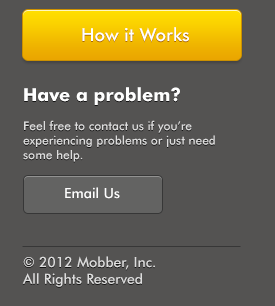 How it Works
Have a problem?
Feel free to contact us if you're
experiencing problems or just need
some help.
Email Us
© 2012 Mobber, Inc.
All Rights Reserved